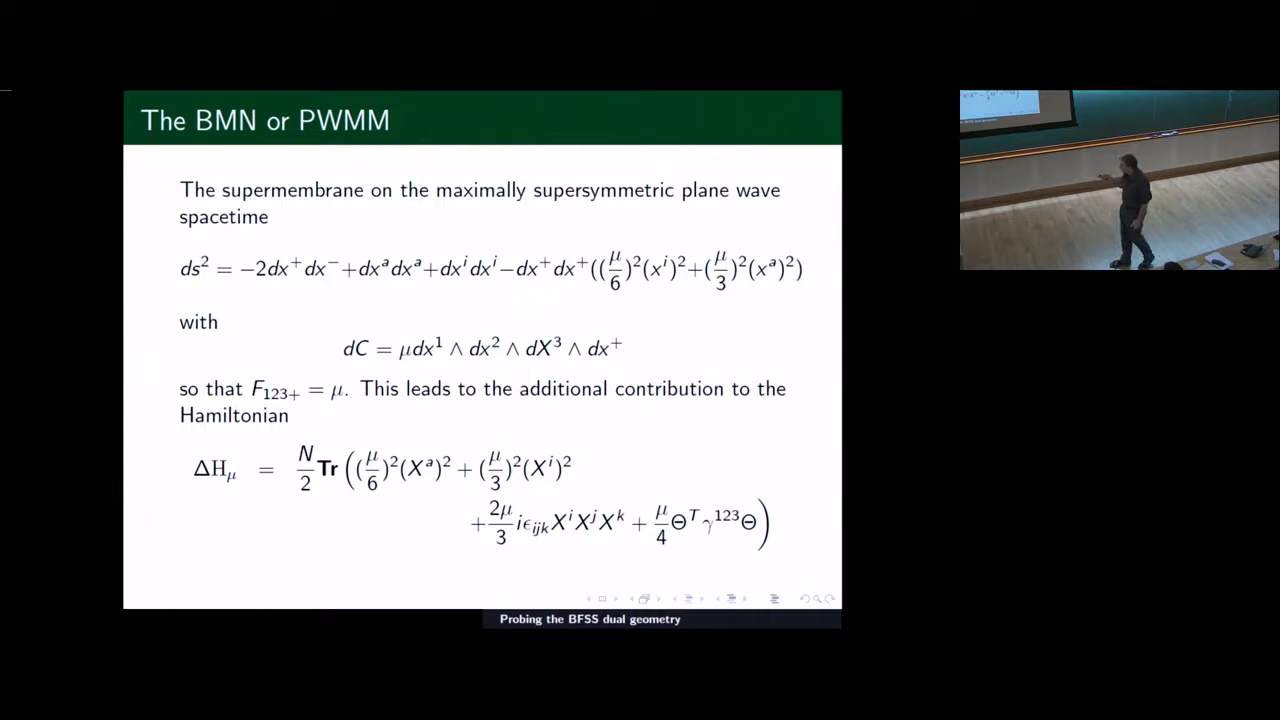 The BMN or PWMM
The supermembrane on the maximally supersymmetric plane wave
spacetime
ds² = −2dx⁺dx⁻+dxᵃdxᵃ+dxⁱdxⁱ−dx⁺dx⁺((μ/6)²(xⁱ)²+(μ/3)²(xᵃ)²)
with
dC = μdx¹ ∧ dx² ∧ dX³ ∧ dx⁺
so that F₁₂₃₊ = μ. This leads to the additional contribution to the
Hamiltonian
ΔH_μ = N/2 Tr ((μ/6)²(Xᵃ)² + (μ/3)²(Xⁱ)²
+2μ/3 iϵ_ijk XⁱXʲXᵏ + μ/4 Θᵀγ¹²³Θ)
Probing the BFSS dual geometry